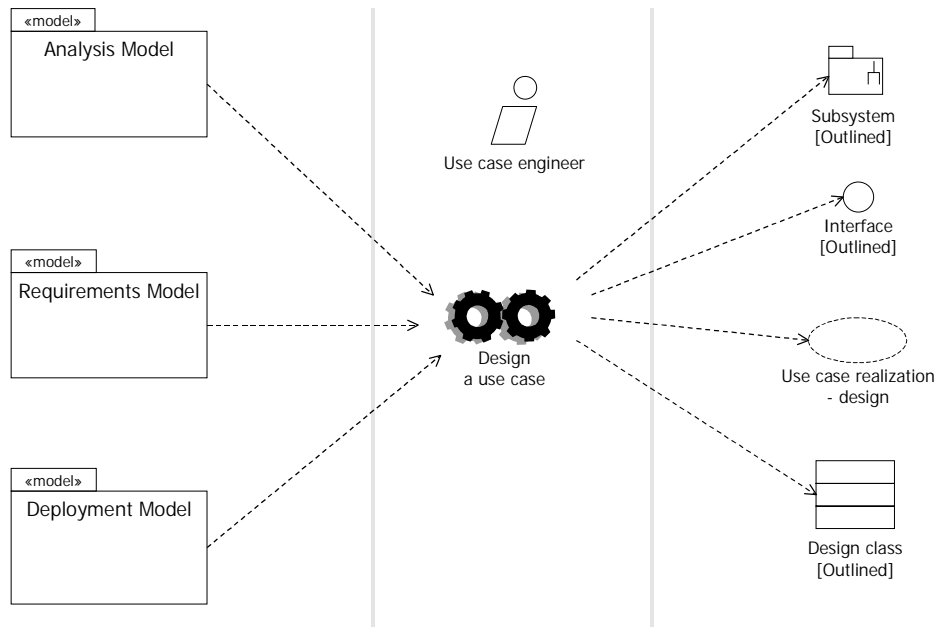 «model»
Analysis Model
«model»
Requirements Model
«model»
Deployment Model
Use case engineer
Design
a use case
Subsystem
[Outlined]
Interface
[Outlined]
Use case realization
- design
Design class
[Outlined]